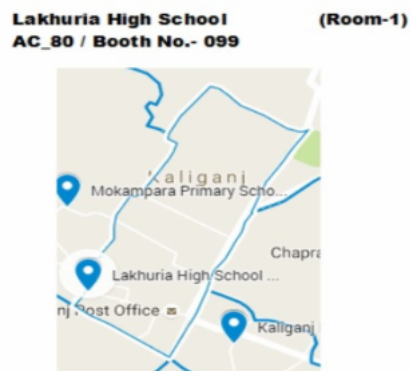 Lakhuria High School (Room-1)
AC_80 / Booth No.- 099
Kaliganj
Mokampara Primary Scho...
Chapra
Lakhuria High School ...
nj Post Office
Kaliganj